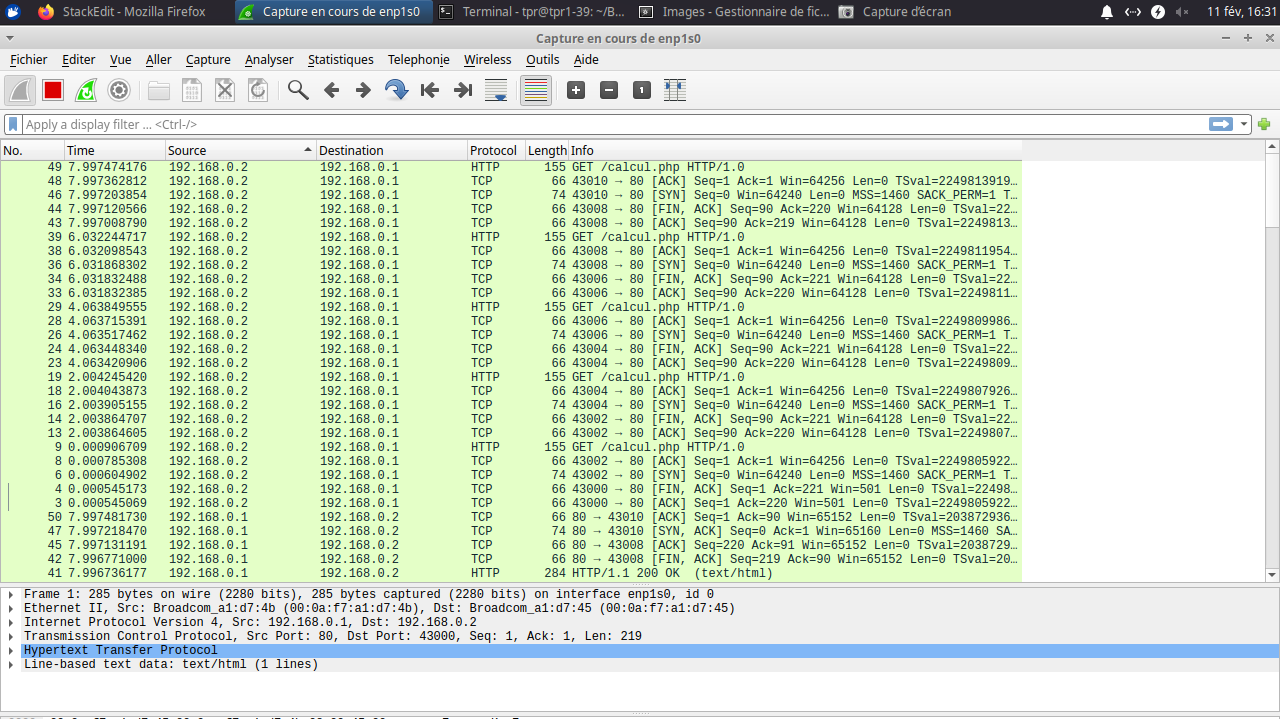 StackEdit - Mozilla Firefox Capture en cours de enp1s0 Terminal - tpr@tpr1-39: ~/B... Images - Gestionnaire de fic... Capture d'écran 11 fév, 16:31
Capture en cours de enp1s0
Fichier Editer Vue Aller Capture Analyser Statistiques Telephonie Wireless Outils Aide
Apply a display filter ... <Ctrl-/>
No. Time Source Destination Protocol Length Info
49 7.997474176 192.168.0.2 192.168.0.1 HTTP 155 GET /calcul.php HTTP/1.0
48 7.997362812 192.168.0.2 192.168.0.1 TCP 66 43010 → 80 [ACK] Seq=1 Ack=1 Win=64256 Len=0 TSval=2249813919…
46 7.997203854 192.168.0.2 192.168.0.1 TCP 74 43010 → 80 [SYN] Seq=0 Win=64240 Len=0 MSS=1460 SACK_PERM=1 T…
44 7.997120566 192.168.0.2 192.168.0.1 TCP 66 43008 → 80 [FIN, ACK] Seq=90 Ack=220 Win=64128 Len=0 TSval=22…
43 7.997008790 192.168.0.2 192.168.0.1 TCP 66 43008 → 80 [ACK] Seq=90 Ack=219 Win=64128 Len=0 TSval=2249813…
39 6.032244717 192.168.0.2 192.168.0.1 HTTP 155 GET /calcul.php HTTP/1.0
38 6.032098543 192.168.0.2 192.168.0.1 TCP 66 43008 → 80 [ACK] Seq=1 Ack=1 Win=64256 Len=0 TSval=2249811954…
36 6.031868302 192.168.0.2 192.168.0.1 TCP 74 43008 → 80 [SYN] Seq=0 Win=64240 Len=0 MSS=1460 SACK_PERM=1 T…
34 6.031832488 192.168.0.2 192.168.0.1 TCP 66 43006 → 80 [FIN, ACK] Seq=90 Ack=221 Win=64128 Len=0 TSval=22…
33 6.031832385 192.168.0.2 192.168.0.1 TCP 66 43006 → 80 [ACK] Seq=90 Ack=220 Win=64128 Len=0 TSval=2249811…
29 4.063849555 192.168.0.2 192.168.0.1 HTTP 155 GET /calcul.php HTTP/1.0
28 4.063715391 192.168.0.2 192.168.0.1 TCP 66 43006 → 80 [ACK] Seq=1 Ack=1 Win=64256 Len=0 TSval=2249809986…
26 4.063517462 192.168.0.2 192.168.0.1 TCP 74 43006 → 80 [SYN] Seq=0 Win=64240 Len=0 MSS=1460 SACK_PERM=1 T…
24 4.063448340 192.168.0.2 192.168.0.1 TCP 66 43004 → 80 [FIN, ACK] Seq=90 Ack=221 Win=64128 Len=0 TSval=22…
23 4.063420906 192.168.0.2 192.168.0.1 TCP 66 43004 → 80 [ACK] Seq=90 Ack=220 Win=64128 Len=0 TSval=2249809…
19 2.004245420 192.168.0.2 192.168.0.1 HTTP 155 GET /calcul.php HTTP/1.0
18 2.004043873 192.168.0.2 192.168.0.1 TCP 66 43004 → 80 [ACK] Seq=1 Ack=1 Win=64256 Len=0 TSval=2249807926…
16 2.003905155 192.168.0.2 192.168.0.1 TCP 74 43004 → 80 [SYN] Seq=0 Win=64240 Len=0 MSS=1460 SACK_PERM=1 T…
14 2.003864707 192.168.0.2 192.168.0.1 TCP 66 43002 → 80 [FIN, ACK] Seq=90 Ack=221 Win=64128 Len=0 TSval=22…
13 2.003864605 192.168.0.2 192.168.0.1 TCP 66 43002 → 80 [ACK] Seq=90 Ack=220 Win=64128 Len=0 TSval=2249807…
9 0.000906709 192.168.0.2 192.168.0.1 HTTP 155 GET /calcul.php HTTP/1.0
8 0.000785308 192.168.0.2 192.168.0.1 TCP 66 43002 → 80 [ACK] Seq=1 Ack=1 Win=64256 Len=0 TSval=2249805922…
6 0.000604902 192.168.0.2 192.168.0.1 TCP 74 43002 → 80 [SYN] Seq=0 Win=64240 Len=0 MSS=1460 SACK_PERM=1 T…
4 0.000545173 192.168.0.2 192.168.0.1 TCP 66 43000 → 80 [FIN, ACK] Seq=1 Ack=221 Win=501 Len=0 TSval=22498…
3 0.000545069 192.168.0.2 192.168.0.1 TCP 66 43000 → 80 [ACK] Seq=1 Ack=220 Win=501 Len=0 TSval=2249805922…
50 7.997481730 192.168.0.1 192.168.0.2 TCP 66 80 → 43010 [ACK] Seq=1 Ack=90 Win=65152 Len=0 TSval=203872936…
47 7.997218470 192.168.0.1 192.168.0.2 TCP 74 80 → 43010 [SYN, ACK] Seq=0 Ack=1 Win=65160 Len=0 MSS=1460 SA…
45 7.997131191 192.168.0.1 192.168.0.2 TCP 66 80 → 43008 [ACK] Seq=220 Ack=91 Win=65152 Len=0 TSval=2038729…
42 7.996771000 192.168.0.1 192.168.0.2 TCP 66 80 → 43008 [FIN, ACK] Seq=219 Ack=90 Win=65152 Len=0 TSval=20…
41 7.996736177 192.168.0.1 192.168.0.2 HTTP 284 HTTP/1.1 200 OK (text/html)
Frame 1: 285 bytes on wire (2280 bits), 285 bytes captured (2280 bits) on interface enp1s0, id 0
Ethernet II, Src: Broadcom_a1:d7:4b (00:0a:f7:a1:d7:4b), Dst: Broadcom_a1:d7:45 (00:0a:f7:a1:d7:45)
Internet Protocol Version 4, Src: 192.168.0.1, Dst: 192.168.0.2
Transmission Control Protocol, Src Port: 80, Dst Port: 43000, Seq: 1, Ack: 1, Len: 219
Hypertext Transfer Protocol
Line-based text data: text/html (1 lines)